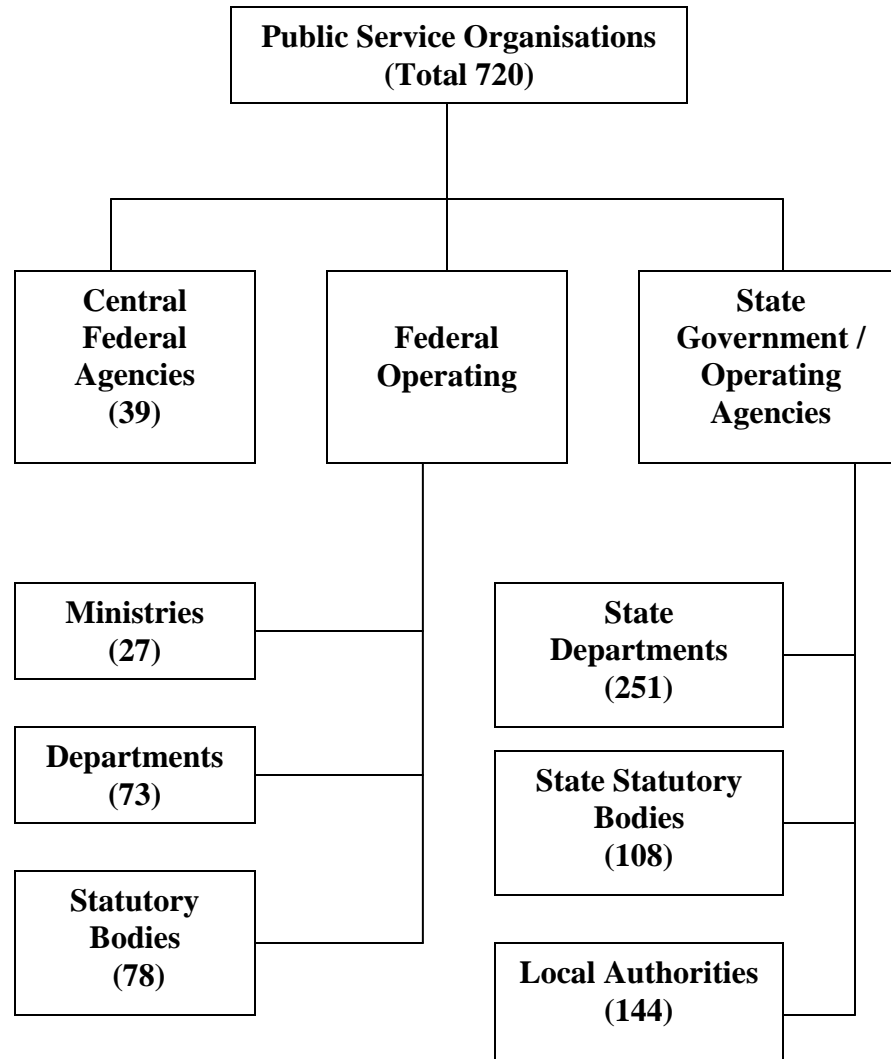 Public Service Organisations
(Total 720)
Central
Federal
Agencies
(39)
Federal
Operating
State
Government /
Operating
Agencies
Ministries
(27)
Departments
(73)
Statutory
Bodies
(78)
State
Departments
(251)
State Statutory
Bodies
(108)
Local Authorities
(144)